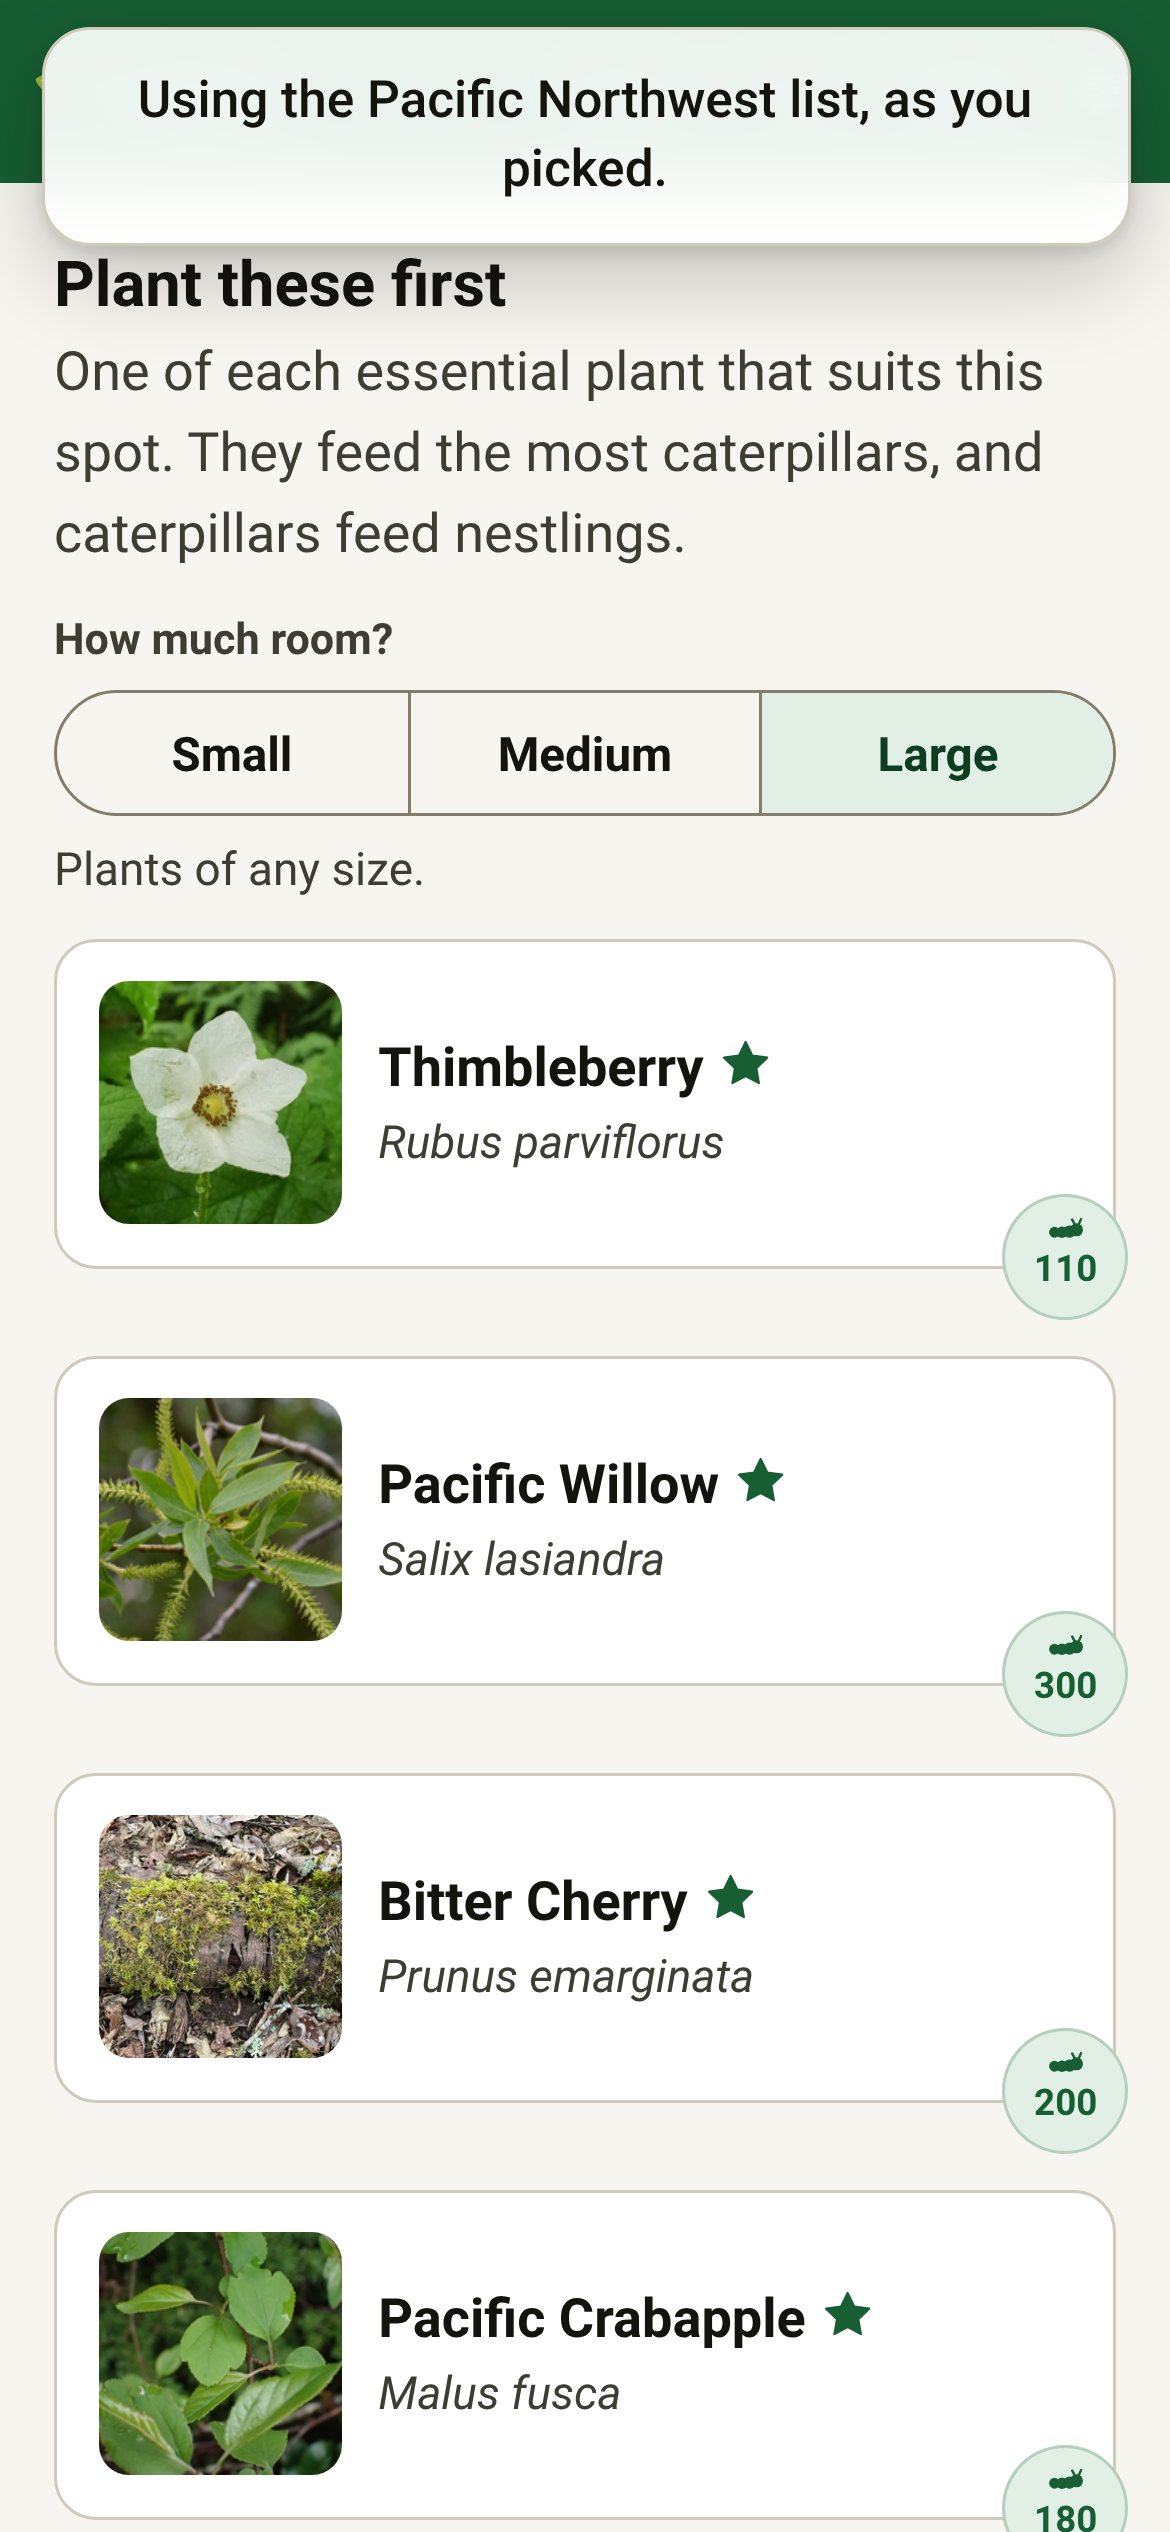 Using the Pacific Northwest list, as you
picked.
Plant these first
One of each essential plant that suits this
spot. They feed the most caterpillars, and
caterpillars feed nestlings.
How much room?
Small Medium Large
Plants of any size.
Thimbleberry
Rubus parviflorus
110
Pacific Willow
Salix lasiandra
300
Bitter Cherry
Prunus emarginata
200
Pacific Crabapple
Malus fusca
180